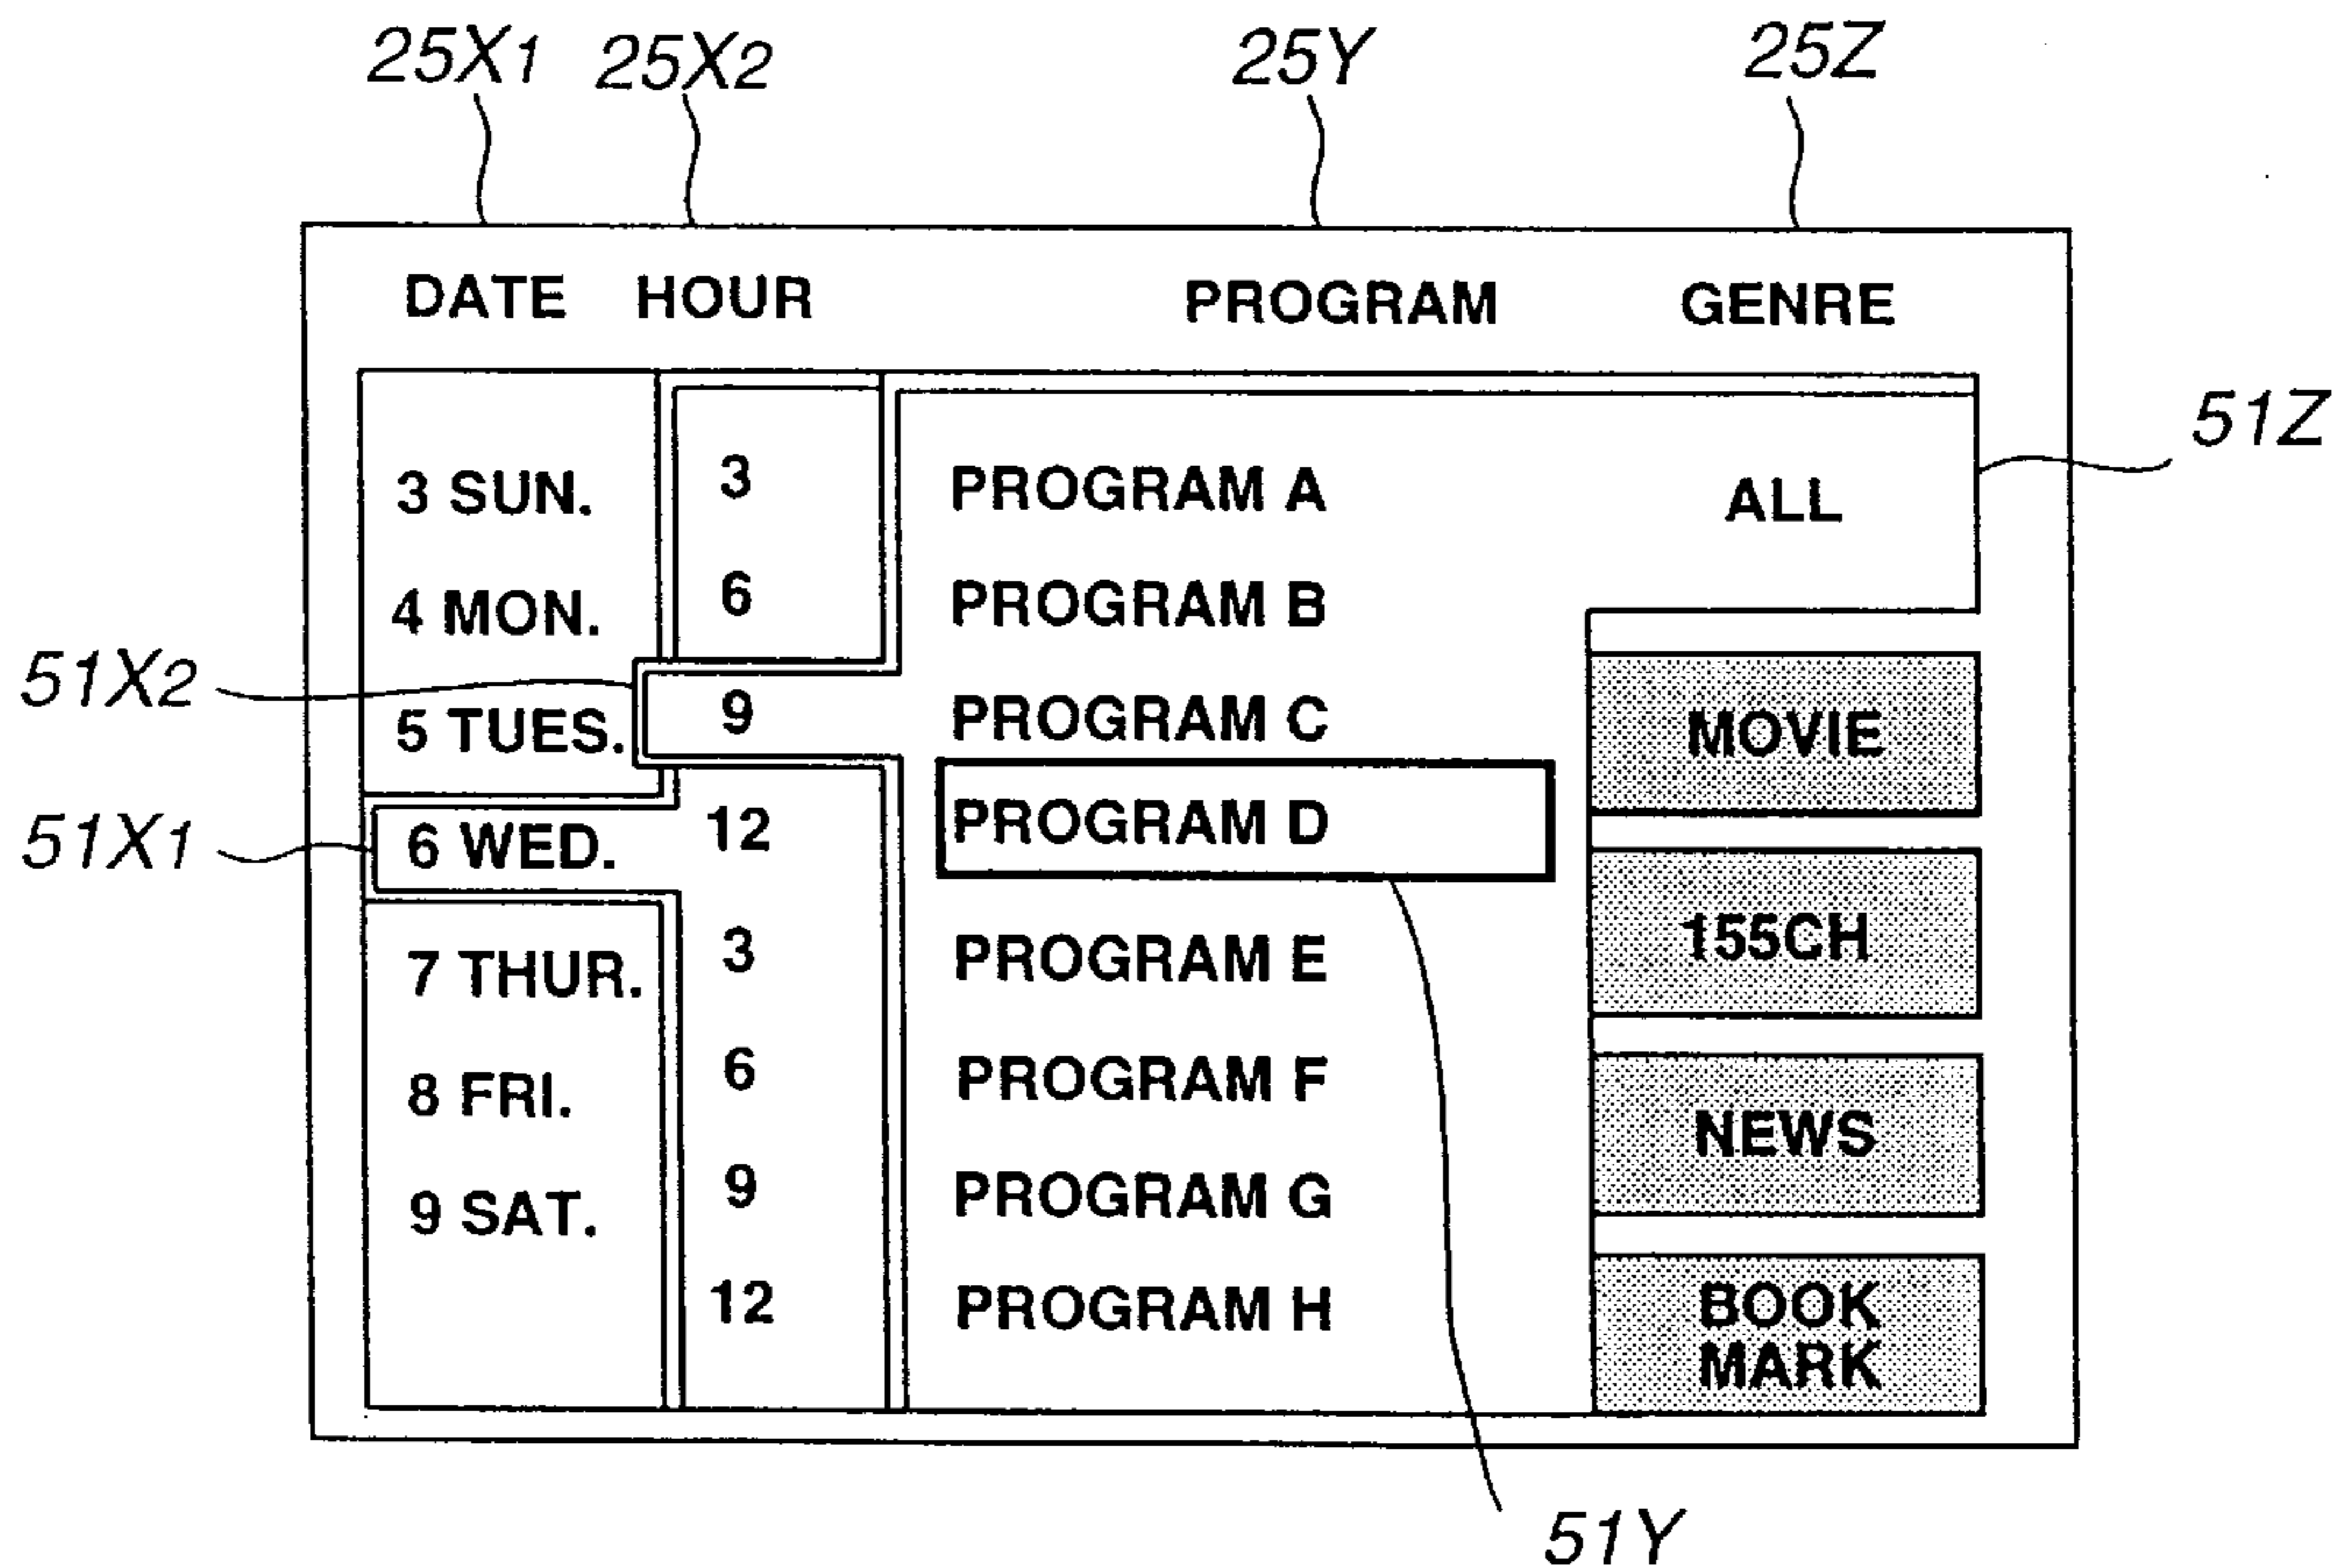 25X1 25X2 25Y 25Z
DATE HOUR PROGRAM GENRE
51Z
3 SUN. 3 PROGRAM A ALL
4 MON. 6 PROGRAM B
51X2
5 TUES. 9 PROGRAM C MOVIE
51X1
6 WED. 12 PROGRAM D
7 THUR. 3 PROGRAM E 155CH
8 FRI. 6 PROGRAM F NEWS
9 SAT. 9 PROGRAM G
12 PROGRAM H BOOK
MARK
51Y